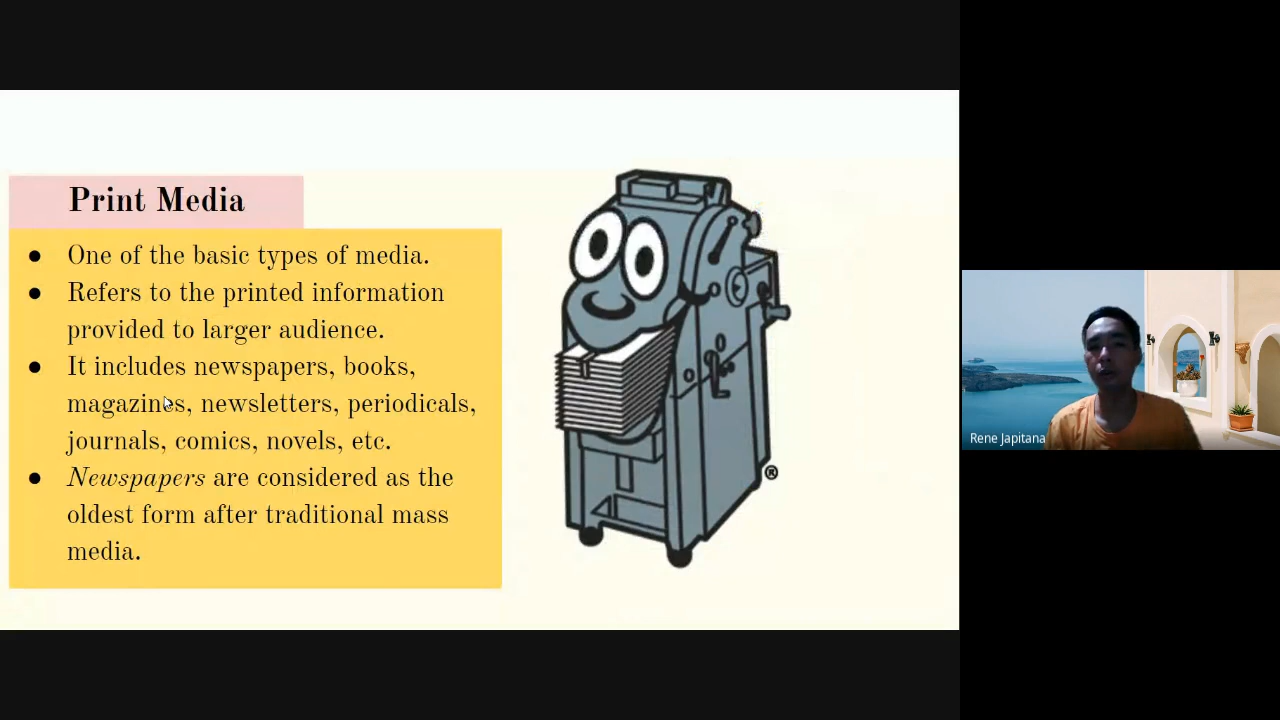 Print Media
● One of the basic types of media.
● Refers to the printed information
provided to larger audience.
● It includes newspapers, books,
magazines, newsletters, periodicals,
journals, comics, novels, etc.
● Newspapers are considered as the
oldest form after traditional mass
media.
®
Rene Japitana